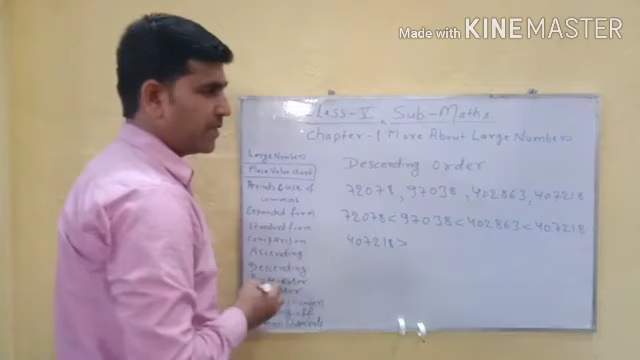 Made with KINEMASTER
Class-V Sub-Maths
Chapter-1 More About Large Numbers
Large Numbers
Place Value Chart
Periods & use of
commas
Expanded form
Standard form
Comparison
Ascending
Descending
Descending Order
72078, 97038, 402863, 407218
72078 < 97038 < 402863 < 407218
407218 >